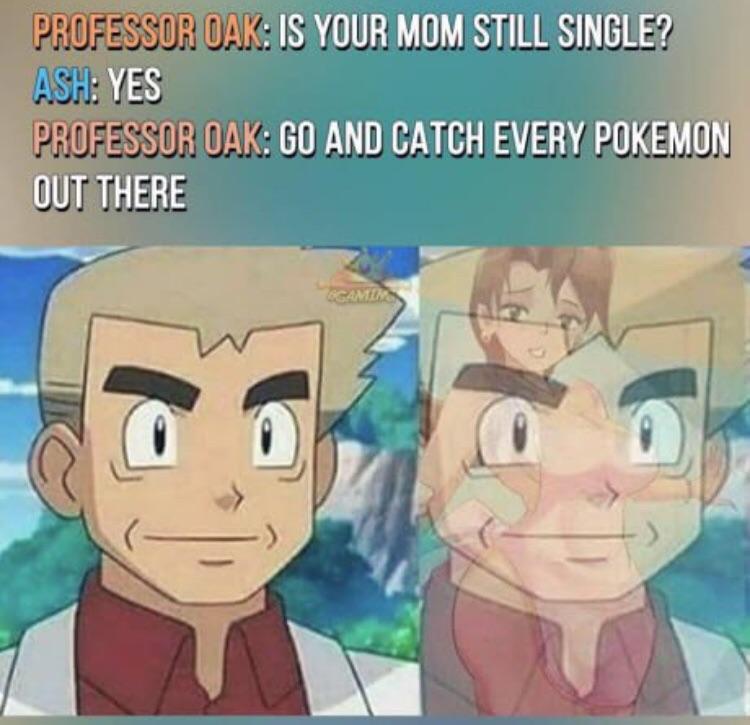 PROFESSOR OAK: IS YOUR MOM STILL SINGLE?
ASH: YES
PROFESSOR OAK: GO AND CATCH EVERY POKEMON
OUT THERE